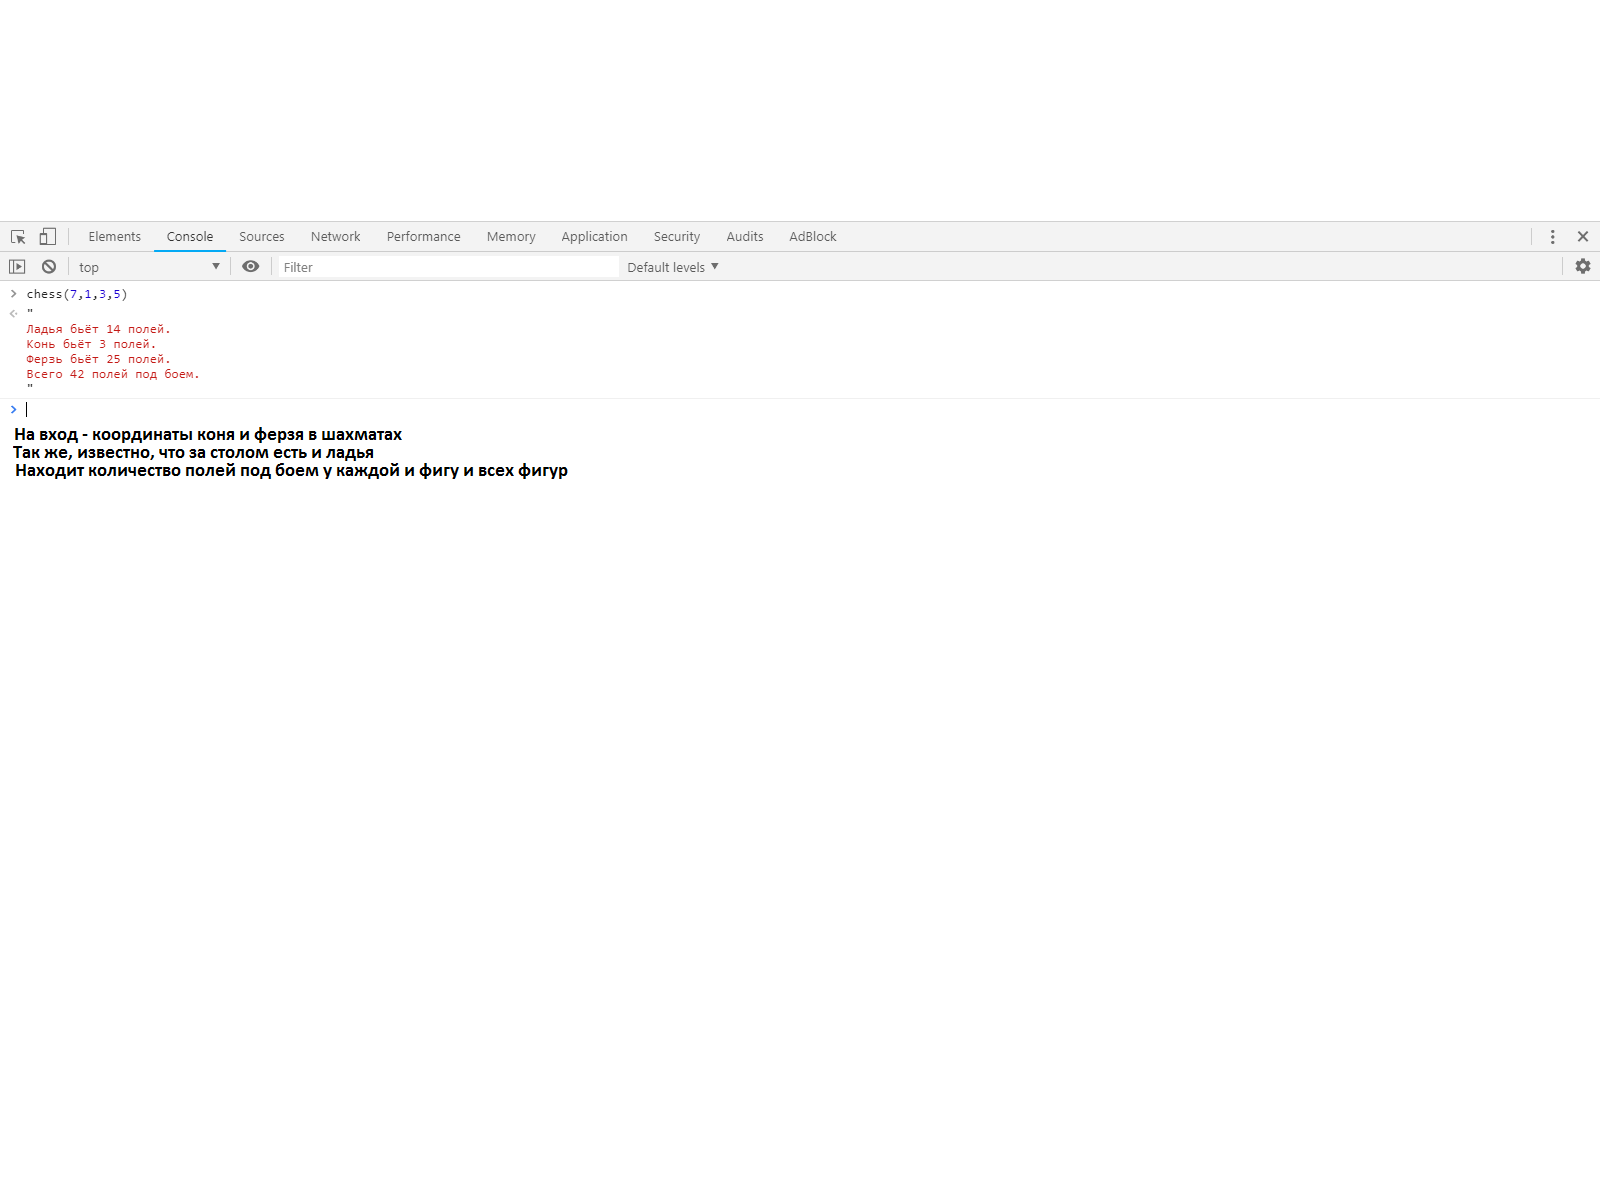 Elements Console Sources Network Performance Memory Application Security Audits AdBlock
top Filter Default levels
chess(7,1,3,5)
"
Ладья бьёт 14 полей.
Конь бьёт 3 полей.
Ферзь бьёт 25 полей.
Всего 42 полей под боем.
"
На вход - координаты коня и ферзя в шахматах
Так же, известно, что за столом есть и ладья
Находит количество полей под боем у каждой и фигу и всех фигур